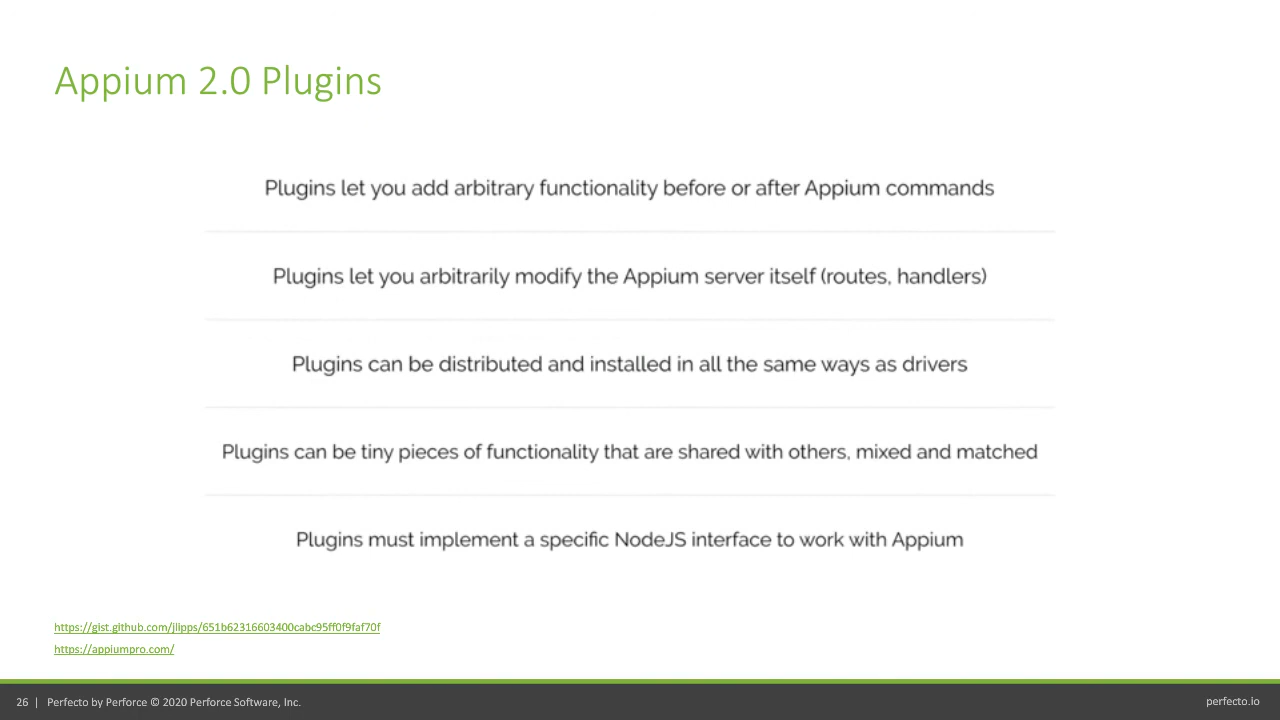 Appium 2.0 Plugins
Plugins let you add arbitrary functionality before or after Appium commands
Plugins let you arbitrarily modify the Appium server itself (routes, handlers)
Plugins can be distributed and installed in all the same ways as drivers
Plugins can be tiny pieces of functionality that are shared with others, mixed and matched
Plugins must implement a specific NodeJS interface to work with Appium
https://gist.github.com/jlipps/651b62316603400cabc95ff0f9faf70f
https://appiumpro.com/
26 | Perfecto by Perforce © 2020 Perforce Software, Inc.
perfecto.io